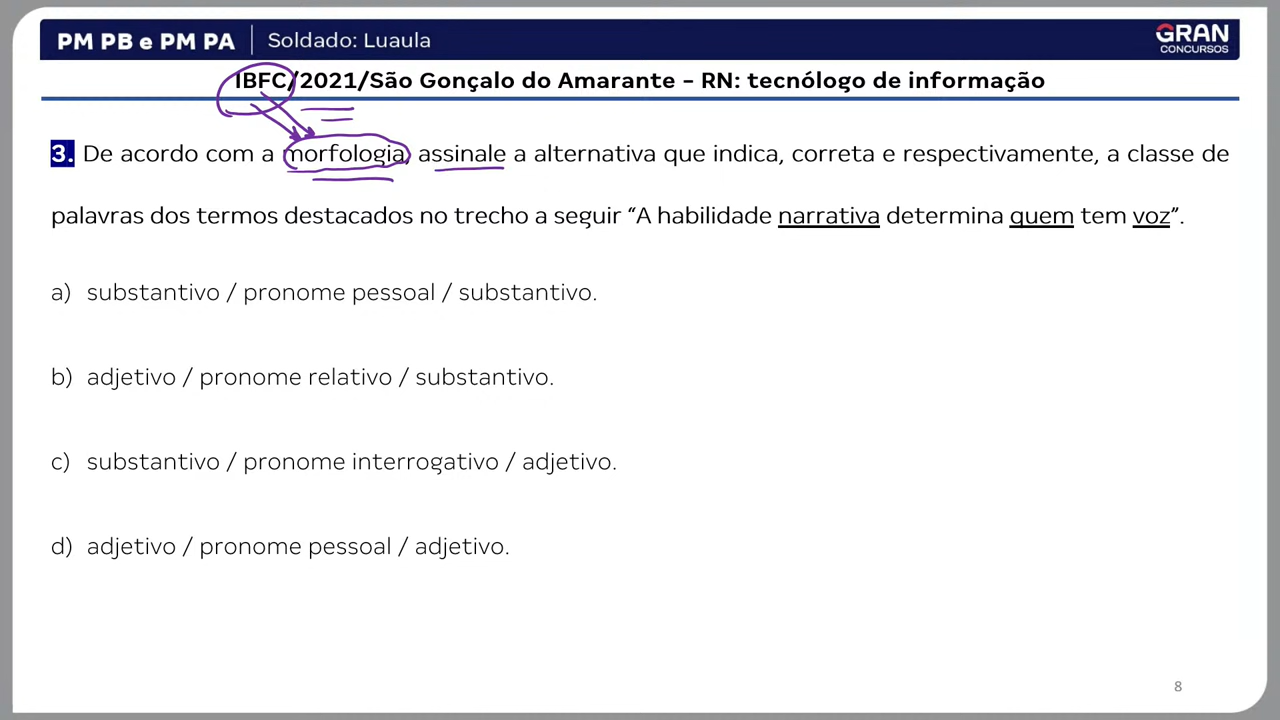 PM PB e PM PA | Soldado: Luaula
GRAN
CONCURSOS
IBFC/2021/São Gonçalo do Amarante – RN: tecnólogo de informação
3. De acordo com a morfologia, assinale a alternativa que indica, correta e respectivamente, a classe de
palavras dos termos destacados no trecho a seguir “A habilidade narrativa determina quem tem voz”.
a) substantivo / pronome pessoal / substantivo.
b) adjetivo / pronome relativo / substantivo.
c) substantivo / pronome interrogativo / adjetivo.
d) adjetivo / pronome pessoal / adjetivo.
8